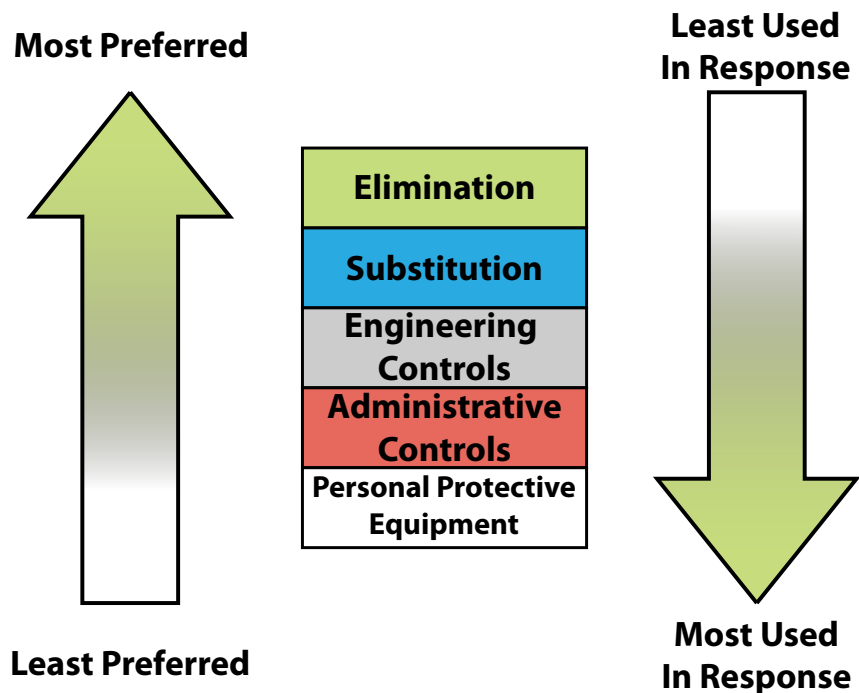 Most Preferred
Least Used
In Response
Elimination
Substitution
Engineering
Controls
Administrative
Controls
Personal Protective
Equipment
Least Preferred
Most Used
In Response